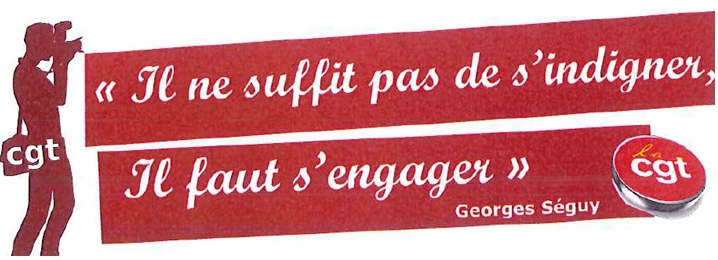 « Il ne suffit pas de s'indigner,
cgt
Il faut s'engager »
Georges Séguy
la
cgt